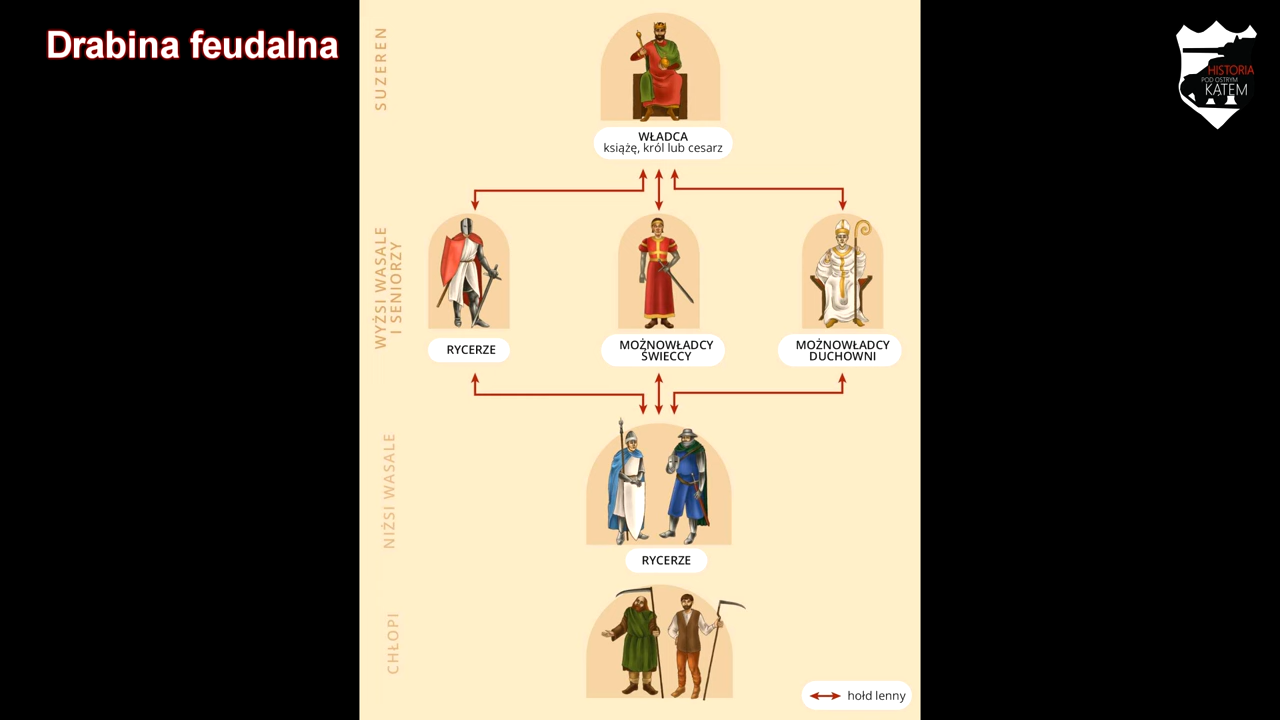 Drabina feudalna
HISTORIA
POD OSTRYM
KĄTEM
SUZEREN
WŁADCA
książę, król lub cesarz
WYŻSI WASALE
I SENIORZY
RYCERZE
MOŻNOWŁADCY
ŚWIECCY
MOŻNOWŁADCY
DUCHOWNI
NIŻSI WASALE
RYCERZE
CHŁOPI
hołd lenny